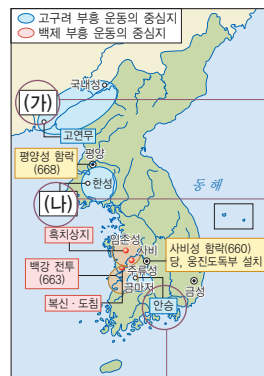 고구려 부흥 운동의 중심지
백제 부흥 운동의 중심지
국내성
(가)
고연무
평양성 함락
(668)
평양
한성
(나)
동해
흑치상지
임존성
사비
사비성 함락(660)
당, 웅진도독부 설치
백강 전투
(663)
주류성
금마저
금성
복신·도침
안승